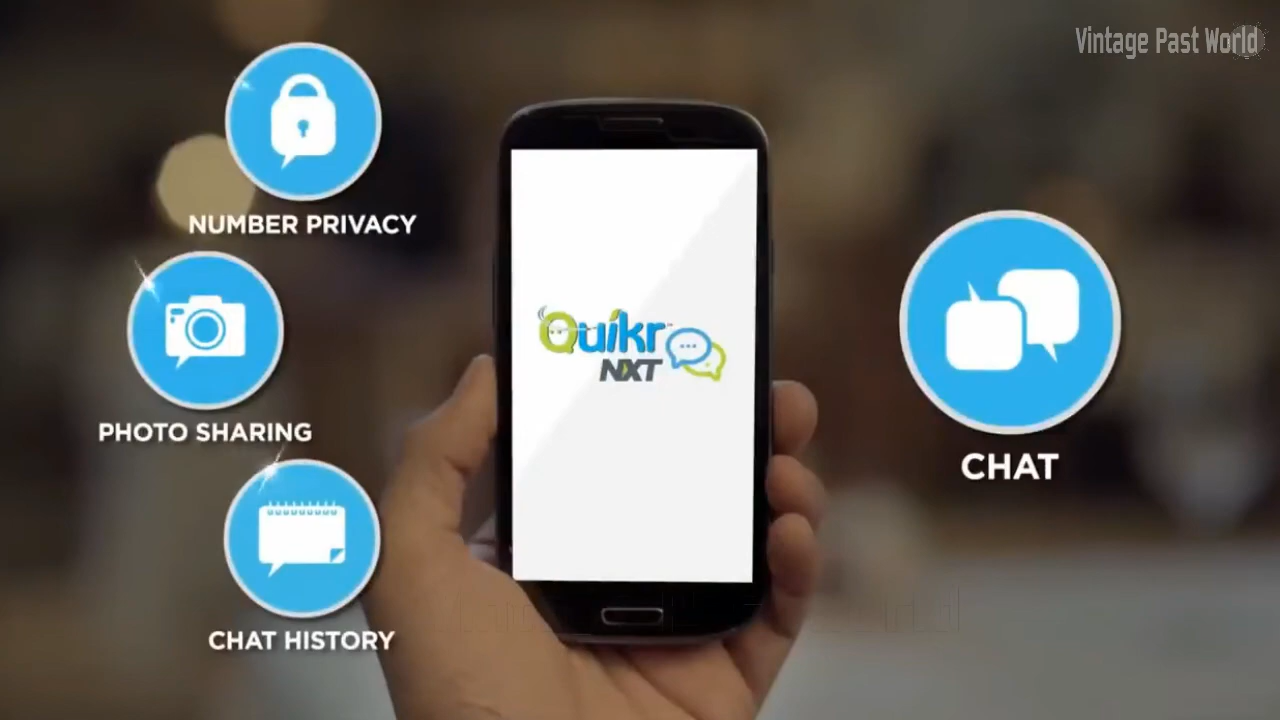 Vintage Past World
NUMBER PRIVACY
Quikr
NXT
PHOTO SHARING
CHAT
CHAT HISTORY